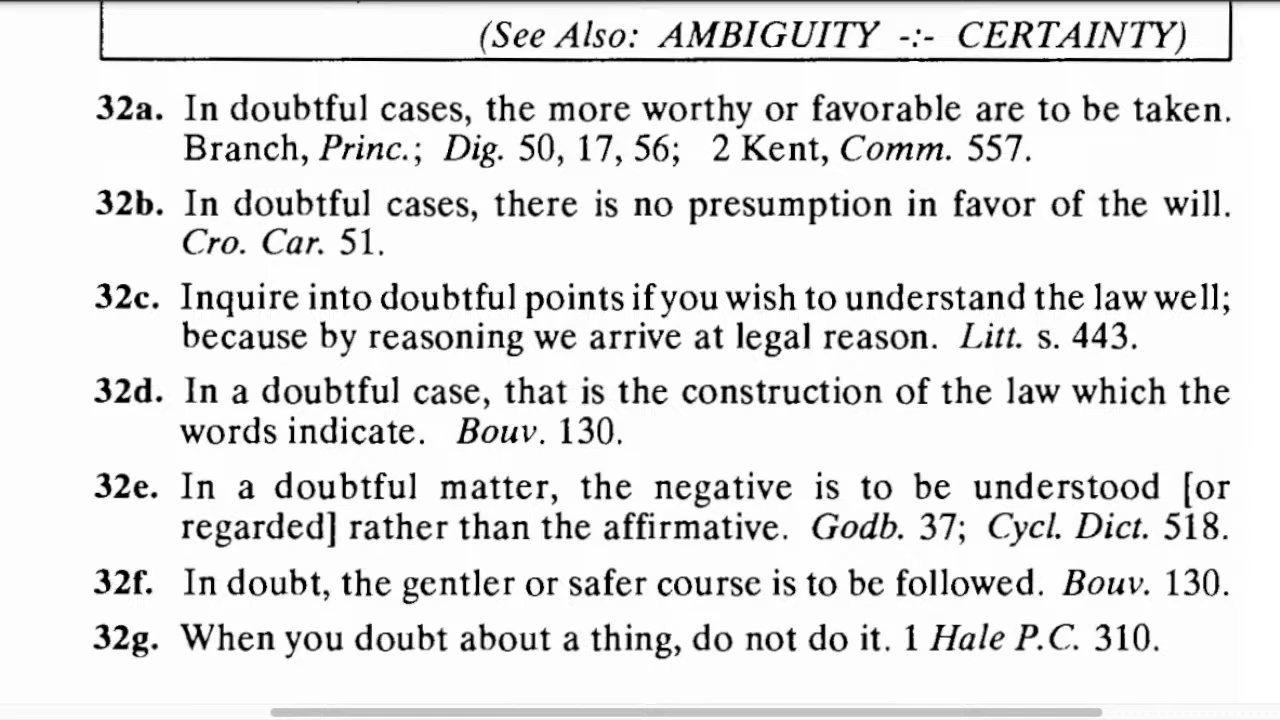 (See Also: AMBIGUITY -:- CERTAINTY)
32a. In doubtful cases, the more worthy or favorable are to be taken.
Branch, Princ.; Dig. 50, 17, 56; 2 Kent, Comm. 557.
32b. In doubtful cases, there is no presumption in favor of the will.
Cro. Car. 51.
32c. Inquire into doubtful points if you wish to understand the law well;
because by reasoning we arrive at legal reason. Litt. s. 443.
32d. In a doubtful case, that is the construction of the law which the
words indicate. Bouv. 130.
32e. In a doubtful matter, the negative is to be understood [or
regarded] rather than the affirmative. Godb. 37; Cycl. Dict. 518.
32f. In doubt, the gentler or safer course is to be followed. Bouv. 130.
32g. When you doubt about a thing, do not do it. 1 Hale P.C. 310.